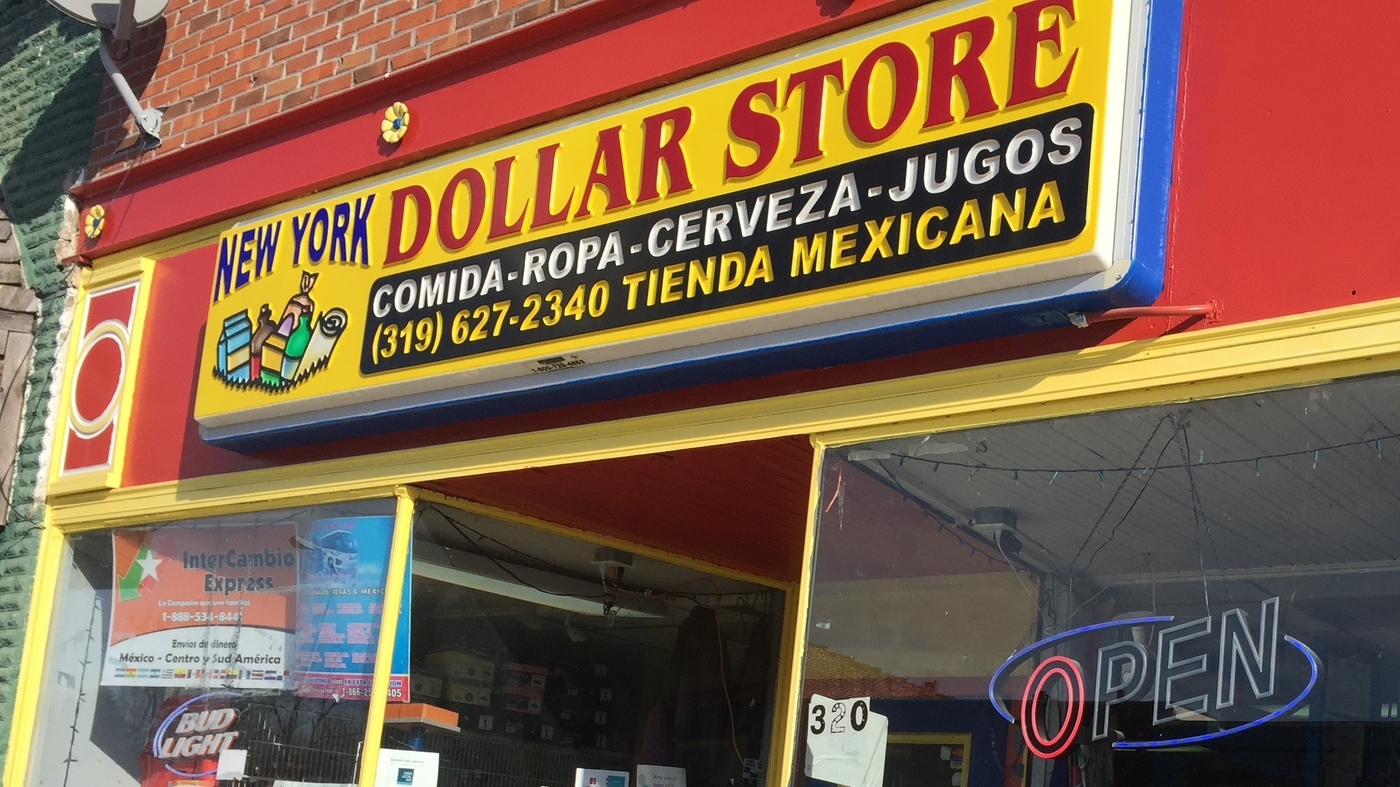 NEW YORK DOLLAR STORE
COMIDA-ROPA-CERVEZA-JUGOS
(319) 627-2340 TIENDA MEXICANA
InterCambio
Express
1-888-534-844
Envíos de dinero
México - Centro y Sud América
BUD
LIGHT
320
OPEN